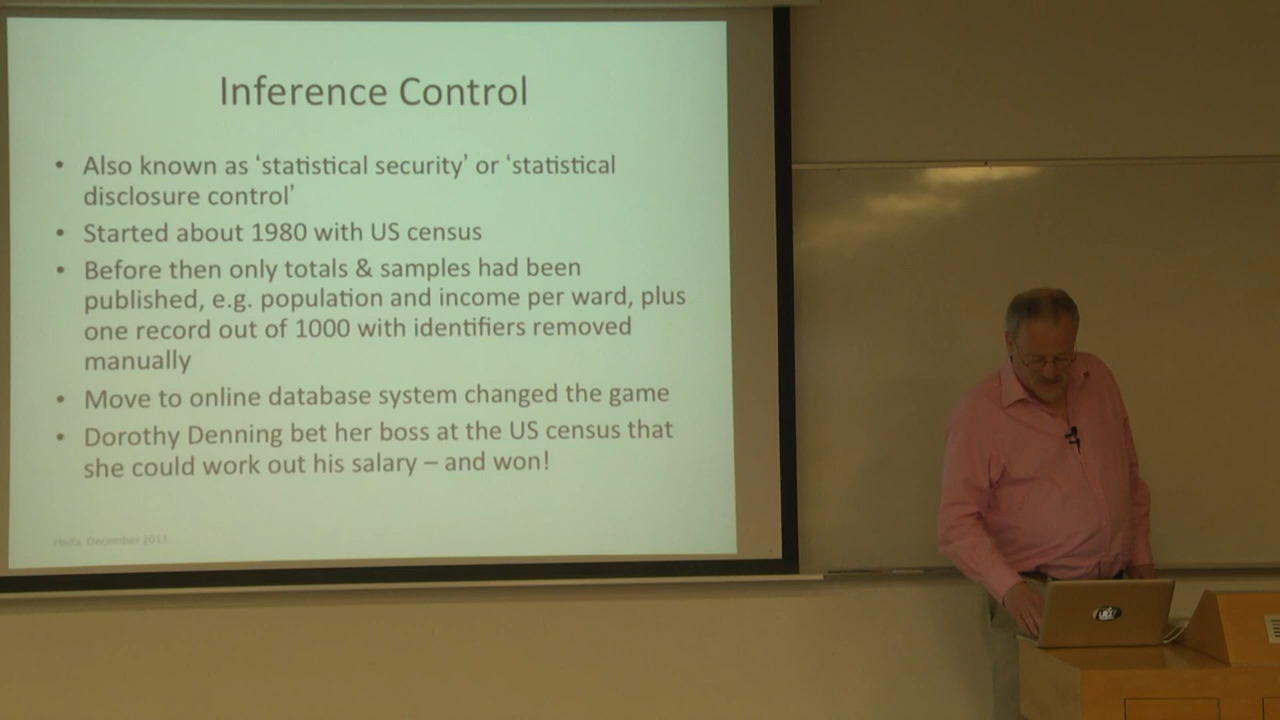 Inference Control
• Also known as ‘statistical security’ or ‘statistical
disclosure control’
• Started about 1980 with US census
• Before then only totals & samples had been
published, e.g. population and income per ward, plus
one record out of 1000 with identifiers removed
manually
• Move to online database system changed the game
• Dorothy Denning bet her boss at the US census that
she could work out his salary – and won!
Haifa, December 2011